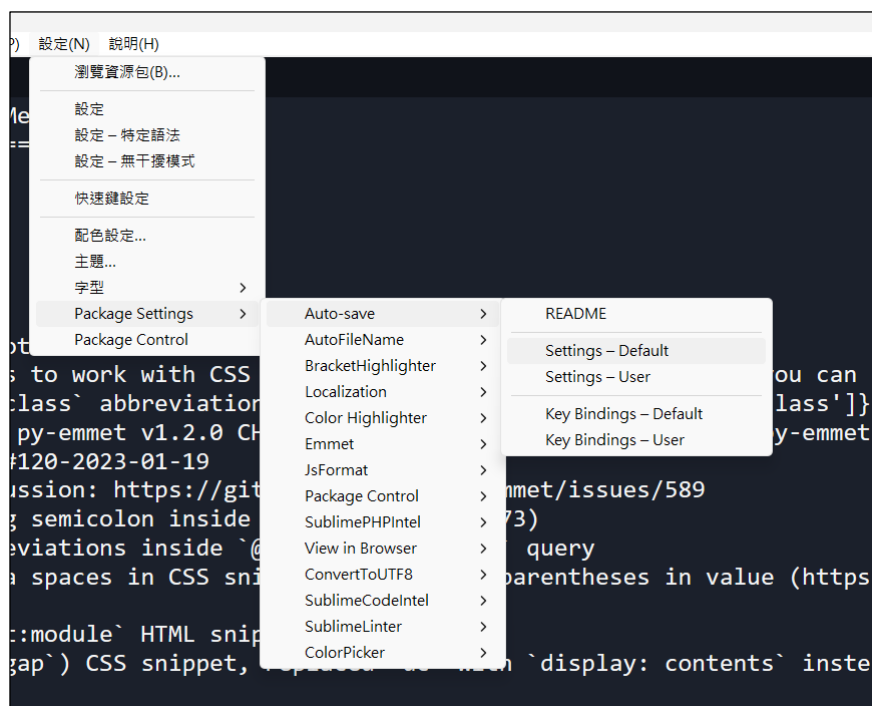 設定(N) 說明(H)
瀏覽資源包(B)...
設定
設定 – 特定語法
設定 – 無干擾模式
快速鍵設定
配色設定...
主題...
字型
Package Settings
Package Control
Auto-save
AutoFileName
BracketHighlighter
Localization
Color Highlighter
Emmet
JsFormat
Package Control
SublimePHPIntel
View in Browser
ConvertToUTF8
SublimeCodeIntel
SublimeLinter
ColorPicker
README
Settings – Default
Settings – User
Key Bindings – Default
Key Bindings – User
to work with CSS
ou can
class` abbreviation
lass']}
py-emmet v1.2.0 CH
y-emmet
#120-2023-01-19
ussion: https://git
mmet/issues/589
semicolon inside
73)
eviations inside `@
` query
spaces in CSS sni
parentheses in value (https
t:module` HTML snip
gap`) CSS snippet,
`display: contents` inste